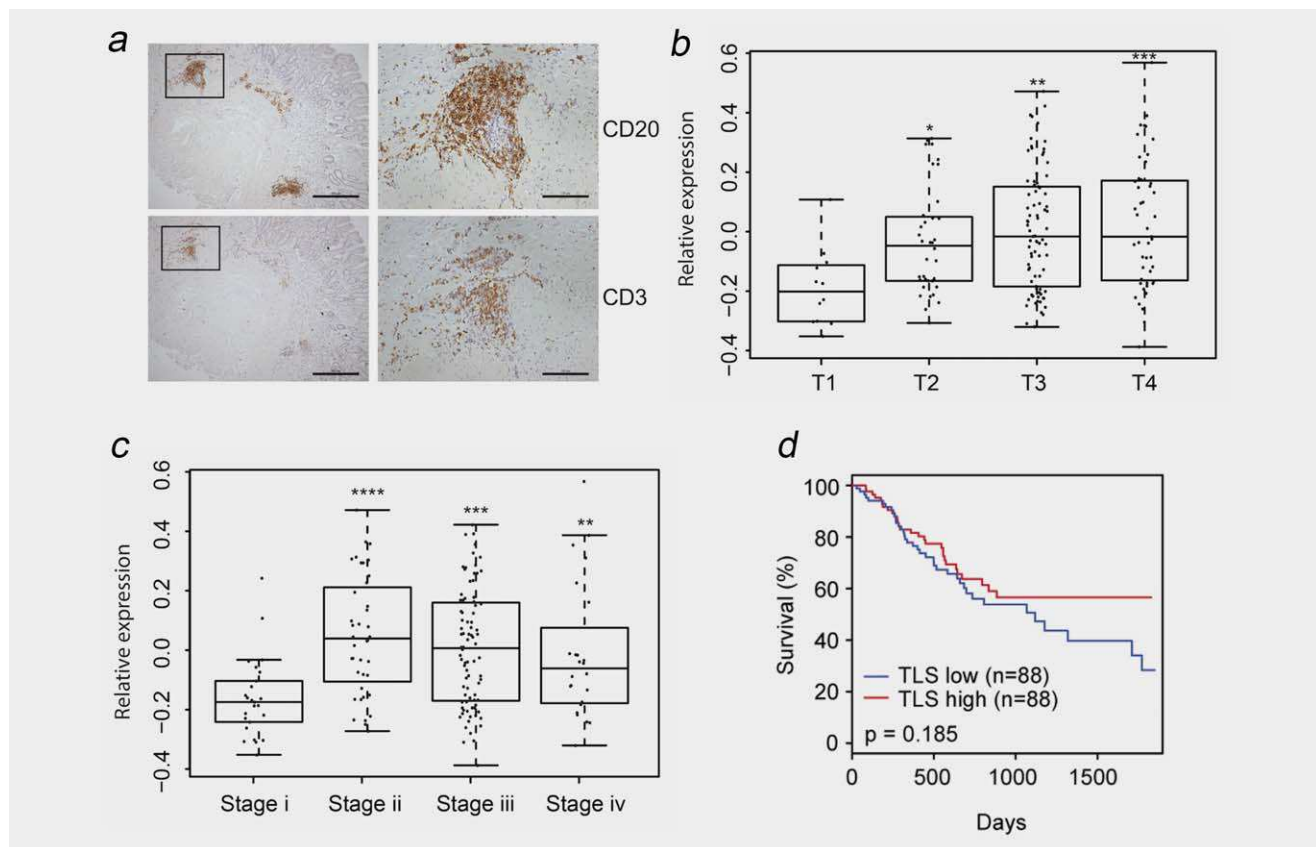 a
CD20
CD3
b
Relative expression
0.6
0.4
0.2
0.0
−0.2
−0.4
*
**
***
T1 T2 T3 T4
c
Relative expression
0.6
0.4
0.2
0.0
−0.2
−0.4
****
***
**
Stage i Stage ii Stage iii Stage iv
d
Survival (%)
100
80
60
40
20
0
TLS low (n=88)
TLS high (n=88)
p = 0.185
0 500 1000 1500
Days